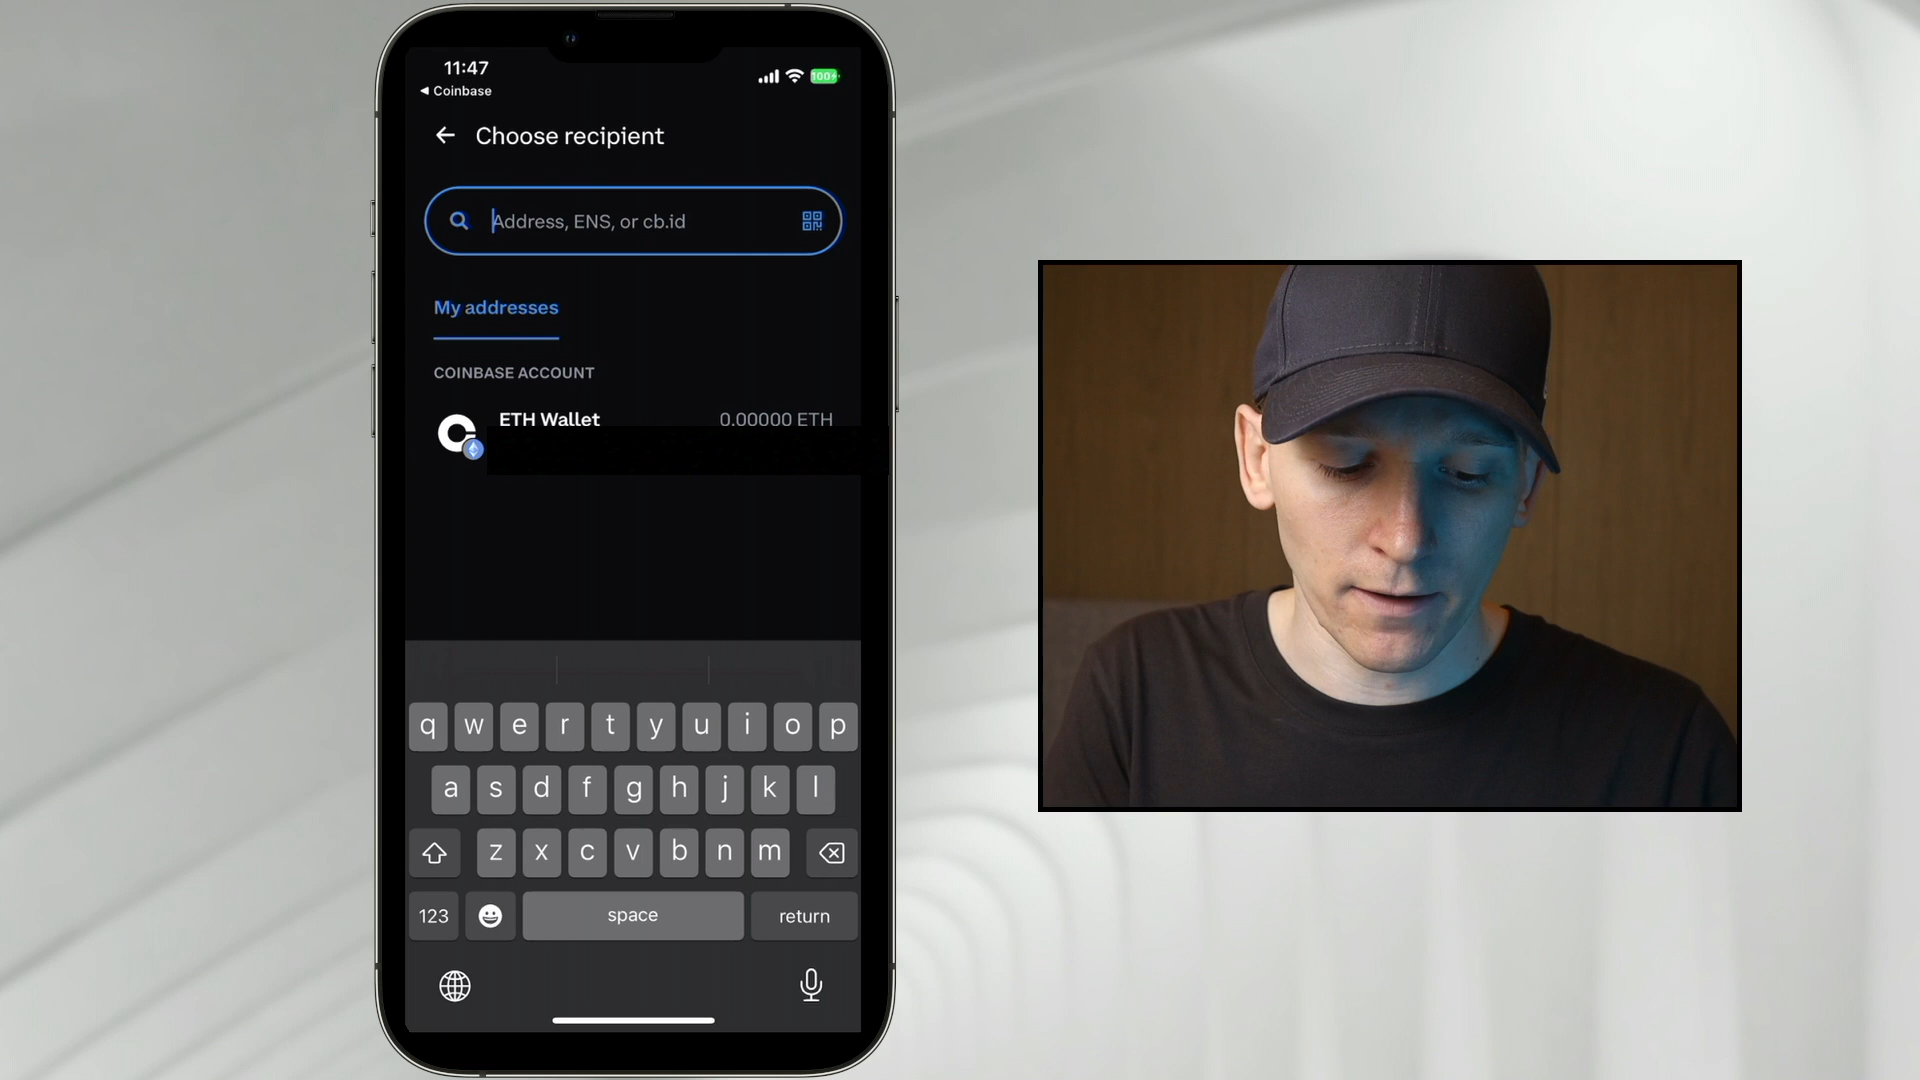 11:47
100
◀ Coinbase
Choose recipient
Address, ENS, or cb.id
My addresses
COINBASE ACCOUNT
ETH Wallet 0.00000 ETH
q w e r t y u i o p
a s d f g h j k l
z x c v b n m
123 space return